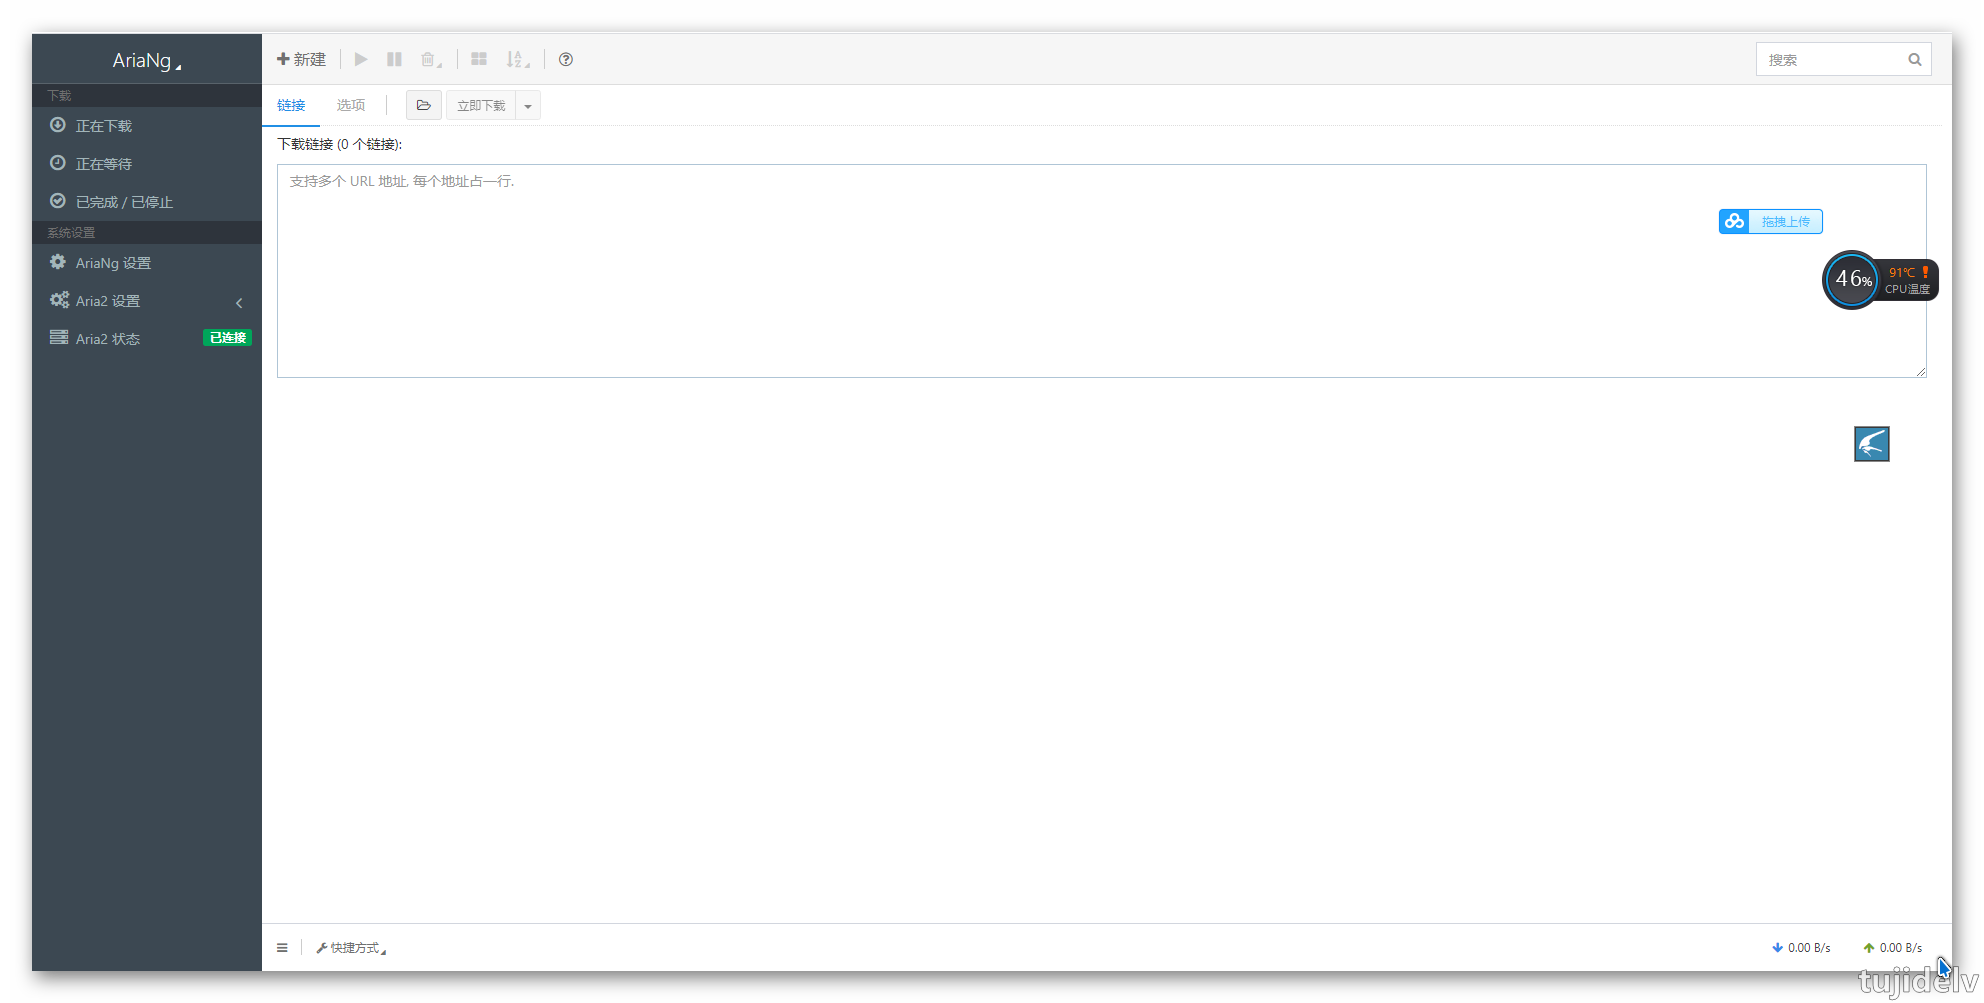 AriaNg
下载
正在下载
正在等待
已完成 / 已停止
系统设置
AriaNg 设置
Aria2 设置
Aria2 状态 已连接
新建
搜索
链接 选项 立即下载
下载链接 (0 个链接):
支持多个 URL 地址, 每个地址占一行.
拖拽上传
46% 91℃
CPU温度
快捷方式 0.00 B/s 0.00 B/s
tujidelv